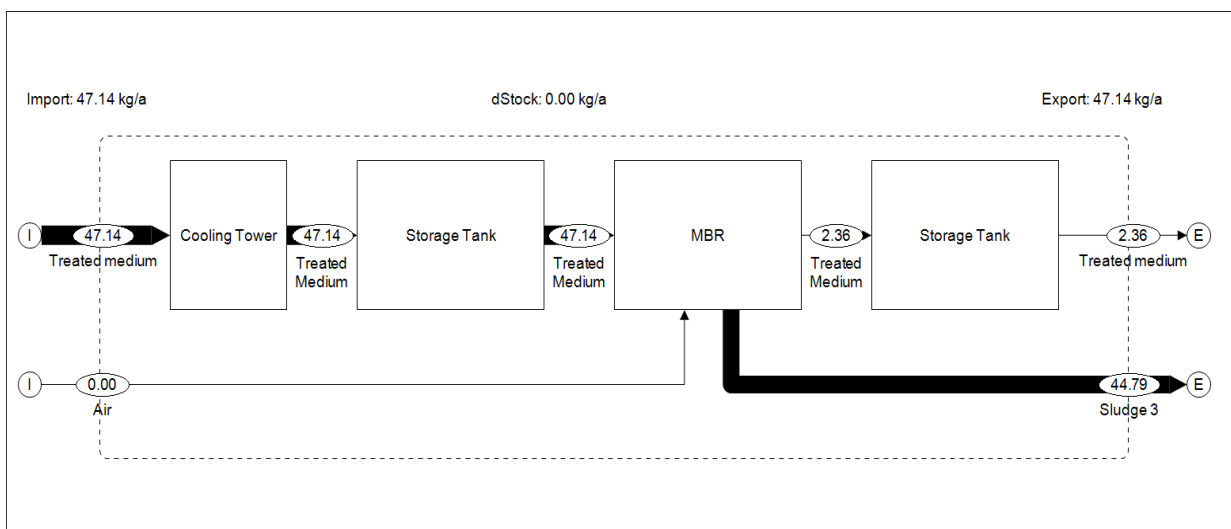 Import: 47.14 kg/a
dStock: 0.00 kg/a
Export: 47.14 kg/a
I
47.14
Treated medium
Cooling Tower
47.14
Treated
Medium
Storage Tank
47.14
Treated
Medium
MBR
2.36
Treated
Medium
Storage Tank
2.36
Treated medium
E
I
0.00
Air
44.79
Sludge 3
E